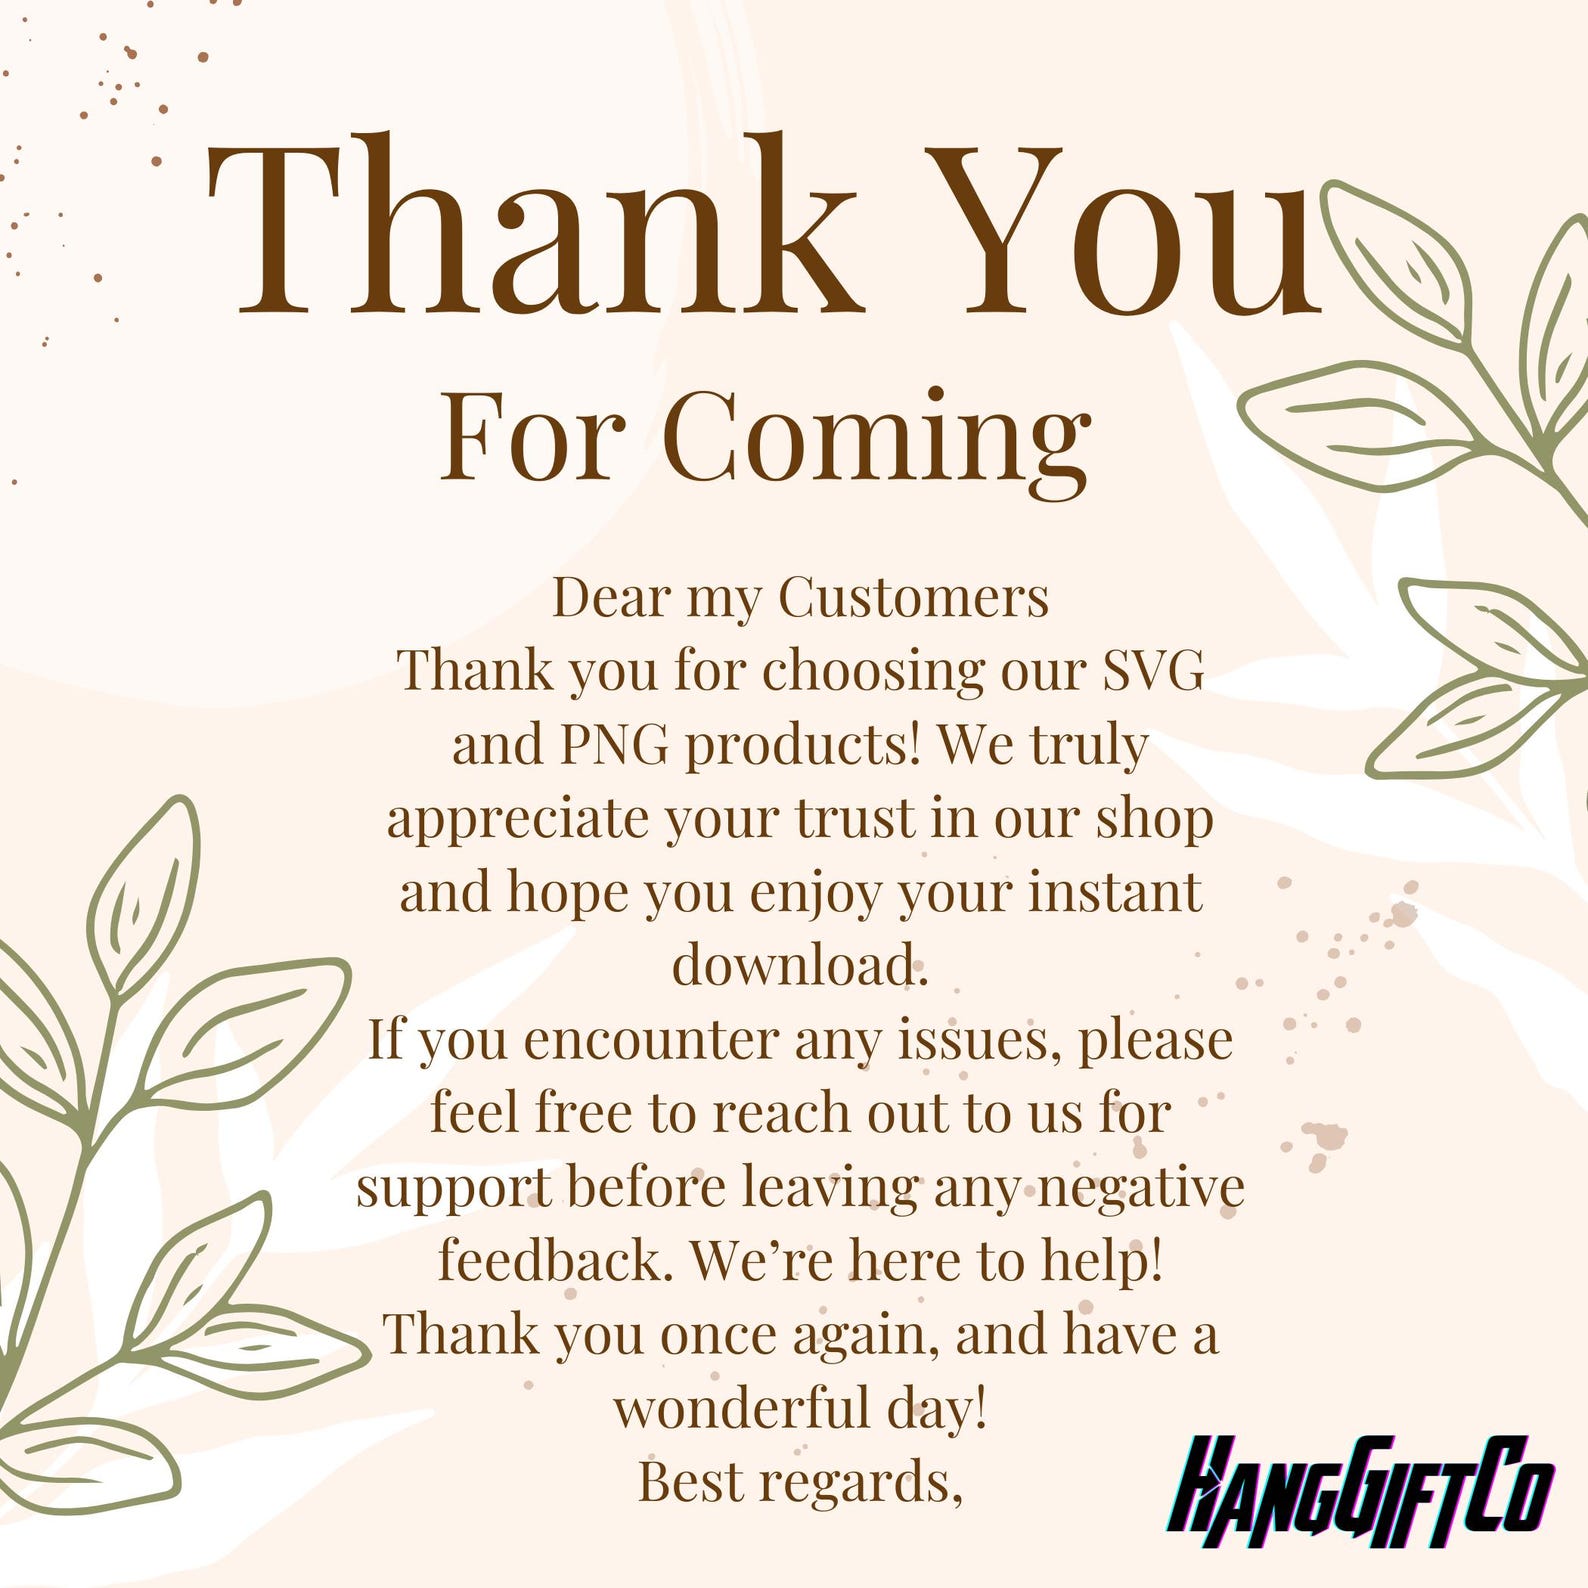 Thank You
For Coming
Dear my Customers
Thank you for choosing our SVG
and PNG products! We truly
appreciate your trust in our shop
and hope you enjoy your instant
download.
If you encounter any issues, please
feel free to reach out to us for
support before leaving any negative
feedback. We’re here to help!
Thank you once again, and have a
wonderful day!
Best regards,
HangGiftCo